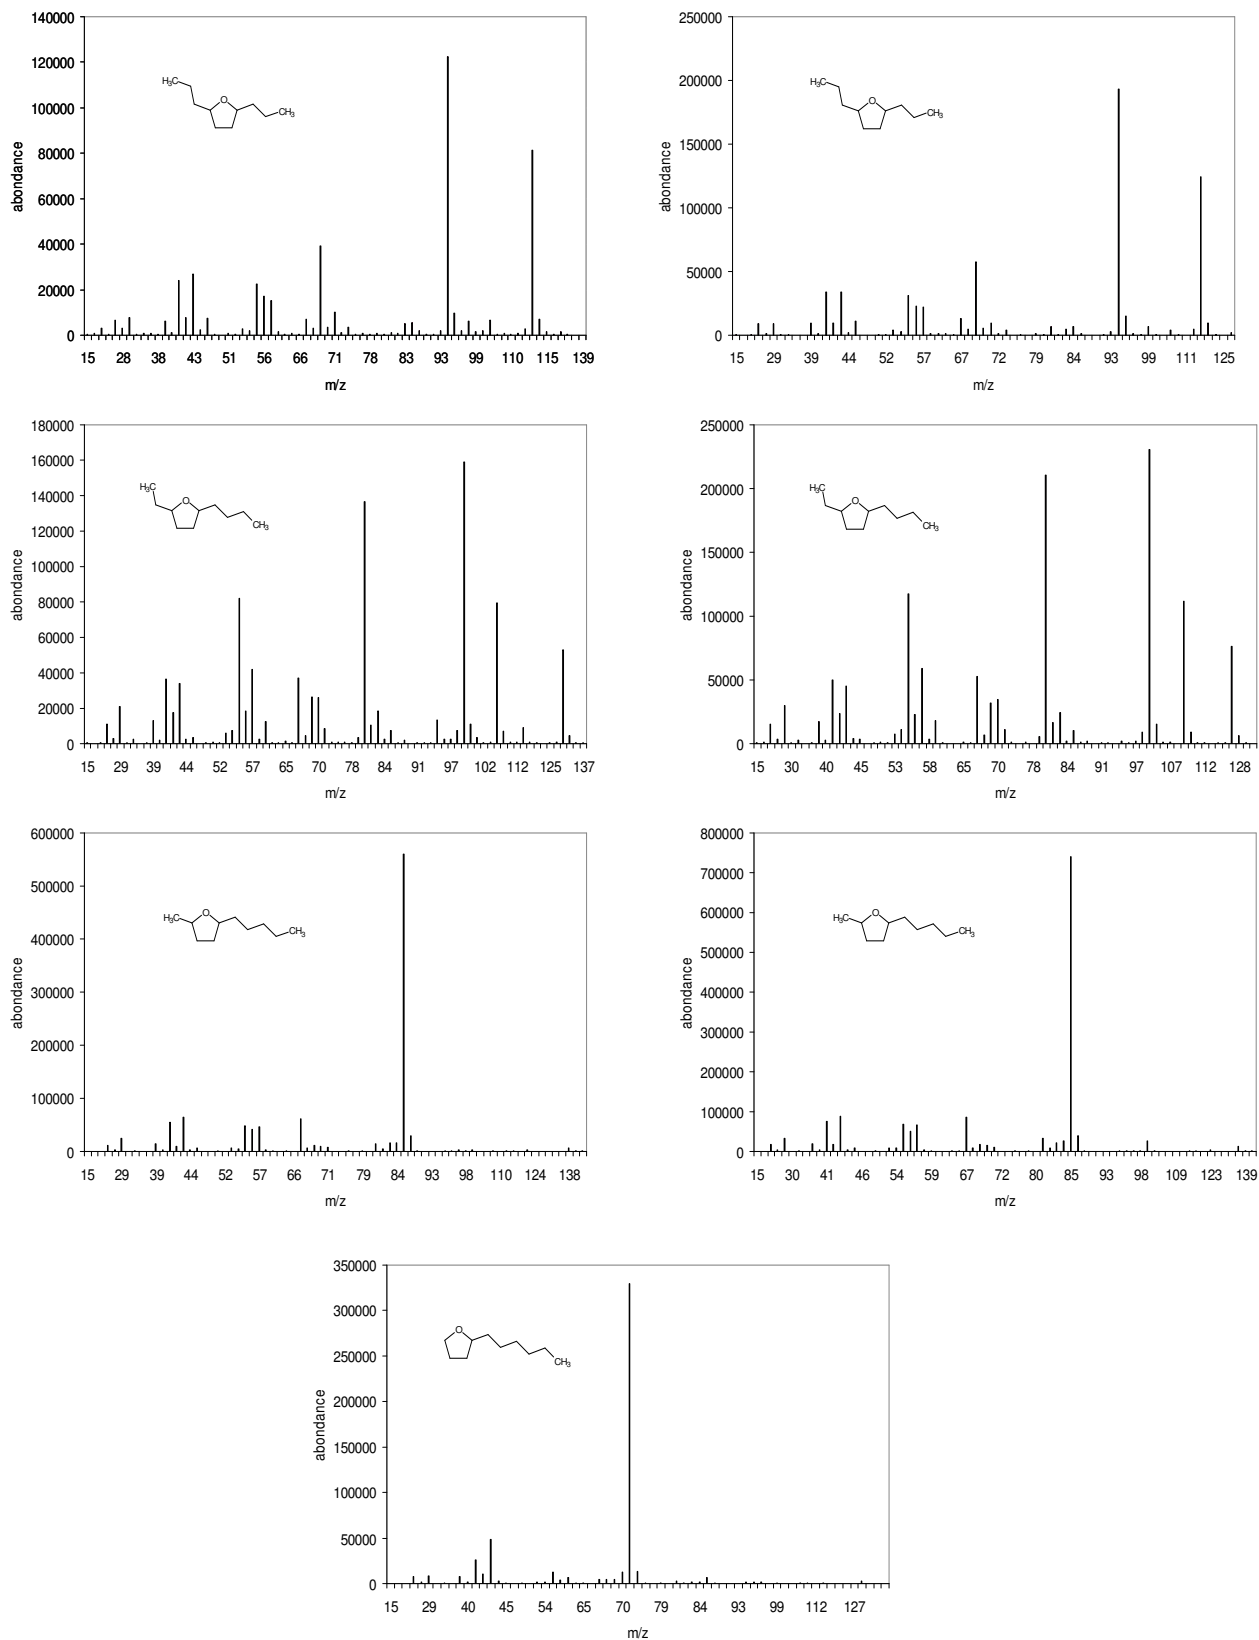 140000
120000
100000
80000
60000
40000
20000
0
abondance
15 28 38 43 51 56 66 71 78 83 93 99 110 115 139
m/z
H₃C
O
CH₃
250000
200000
150000
100000
50000
0
abondance
15 29 39 44 52 57 67 72 79 84 93 99 111 125
m/z
H₃C
O
CH₃
180000
160000
140000
120000
100000
80000
60000
40000
20000
0
abondance
15 29 39 44 52 57 65 70 78 83 91 97 102 112 125 137
m/z
H₃C
O
CH₃
250000
200000
150000
100000
50000
0
abondance
15 30 40 45 53 58 65 70 78 84 91 97 107 112 128
m/z
H₃C
O
CH₃
600000
500000
400000
300000
200000
100000
0
abondance
15 29 39 44 52 57 67 71 79 84 93 98 112 124 138
m/z
H₃C
O
CH₃
800000
700000
600000
500000
400000
300000
200000
100000
0
abondance
15 30 41 46 54 59 67 72 80 85 93 98 109 123 139
m/z
H₃C
O
CH₃
350000
300000
250000
200000
150000
100000
50000
0
abondance
15 29 40 45 54 65 70 79 84 93 99 112 127
m/z
O
CH₃